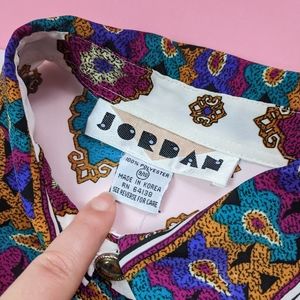 JORDAN
100% POLYESTER
MADE IN KOREA
RN 64138
SEE REVERSE FOR CARE